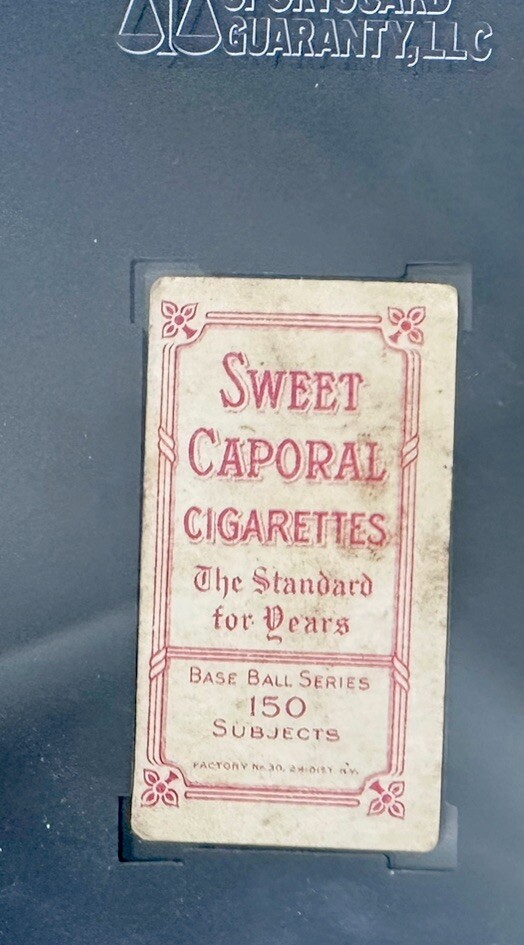 SPORTSCARD
GUARANTY, LLC
SWEET
CAPORAL
CIGARETTES
The Standard
for Years
BASE BALL SERIES
150
SUBJECTS
FACTORY No. 30, 2nd DIST. N.Y.